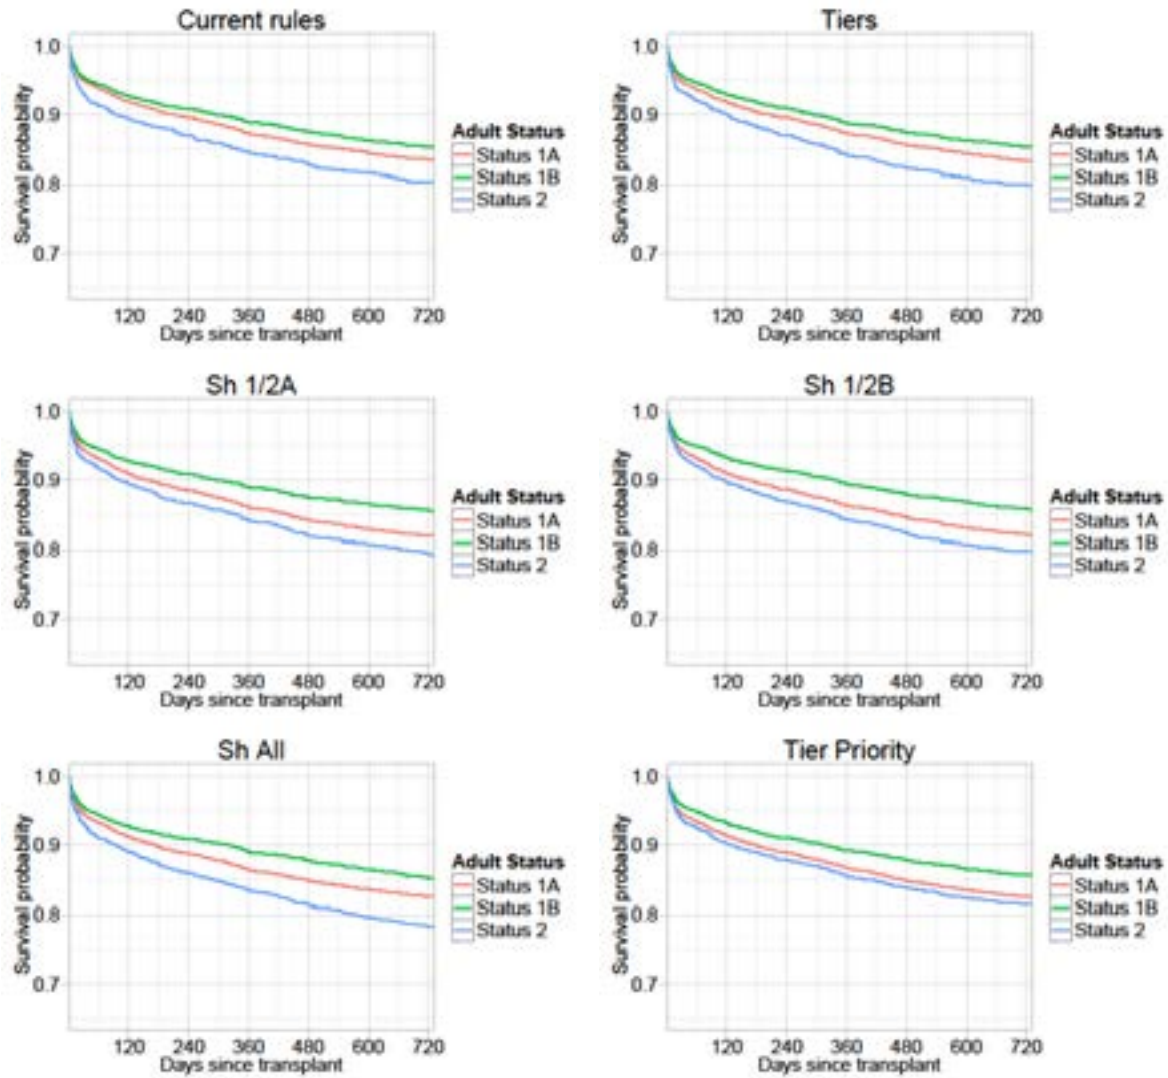 Current rules
Survival probability
1.0
0.9
0.8
0.7
120 240 360 480 600 720
Days since transplant
Adult Status
Status 1A
Status 1B
Status 2
Tiers
Survival probability
1.0
0.9
0.8
0.7
120 240 360 480 600 720
Days since transplant
Adult Status
Status 1A
Status 1B
Status 2
Sh 1/2A
Survival probability
1.0
0.9
0.8
0.7
120 240 360 480 600 720
Days since transplant
Adult Status
Status 1A
Status 1B
Status 2
Sh 1/2B
Survival probability
1.0
0.9
0.8
0.7
120 240 360 480 600 720
Days since transplant
Adult Status
Status 1A
Status 1B
Status 2
Sh All
Survival probability
1.0
0.9
0.8
0.7
120 240 360 480 600 720
Days since transplant
Adult Status
Status 1A
Status 1B
Status 2
Tier Priority
Survival probability
1.0
0.9
0.8
0.7
120 240 360 480 600 720
Days since transplant
Adult Status
Status 1A
Status 1B
Status 2